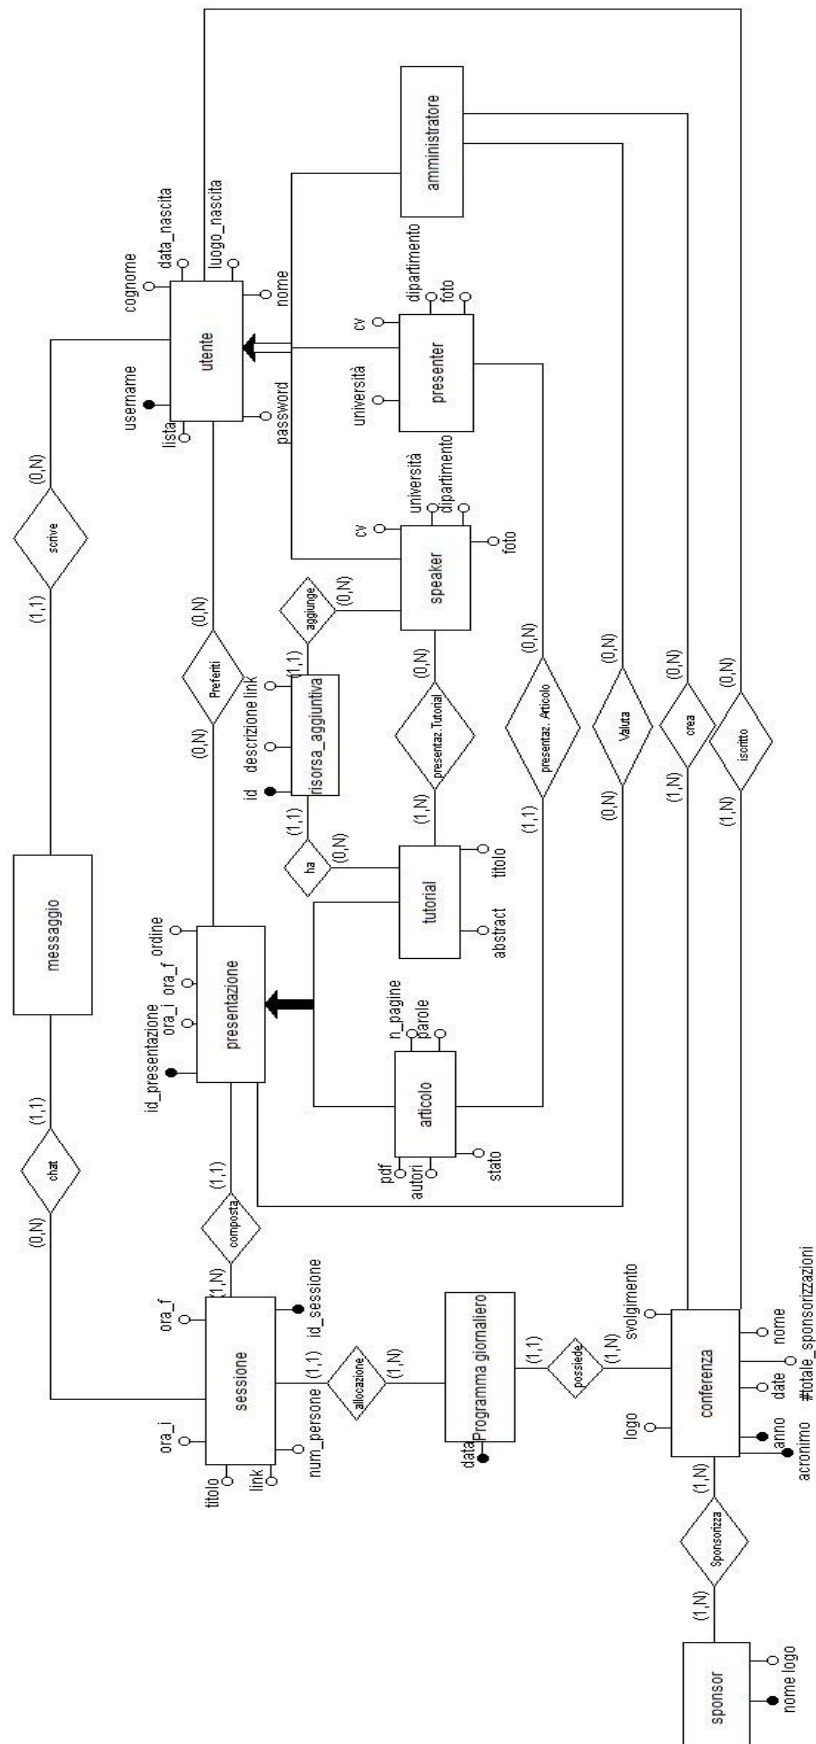 (0,N)
chat
(1,1)
messaggio
(1,1)
scrive
(0,N)
ora_i
ora_f
id_presentazione
ora_i
ora_f
ordine
username
cognome
lista
data_nascita
titolo
link
sessione
(1,N)
composta
(1,1)
presentazione
(0,N)
Preferiti
(0,N)
utente
luogo_nascita
num_persone
id_sessione
password
nome
id
descrizione
link
(1,1)
allocazione
(1,N)
(1,1)
risorsa_aggiuntiva
(1,1)
aggiunge
ha
(0,N)
(0,N)
cv
università
cv
pdf
autori
articolo
n_pagine
parole
stato
tutorial
abstract
titolo
(1,N)
presentaz.Tutorial
(0,N)
speaker
università
dipartimento
foto
presenter
dipartimento
foto
amministratore
data
Programma giornaliero
(1,1)
presentaz. Articolo
(0,N)
(1,1)
possiede
(1,N)
(0,N)
Valuta
(0,N)
logo
svolgimento
(1,N)
crea
(0,N)
sponsor
(1,N)
Sponsorizza
(1,N)
conferenza
(1,N)
iscritto
(0,N)
nome
logo
acronimo
anno
date
#totale_sponsorizzazioni
nome